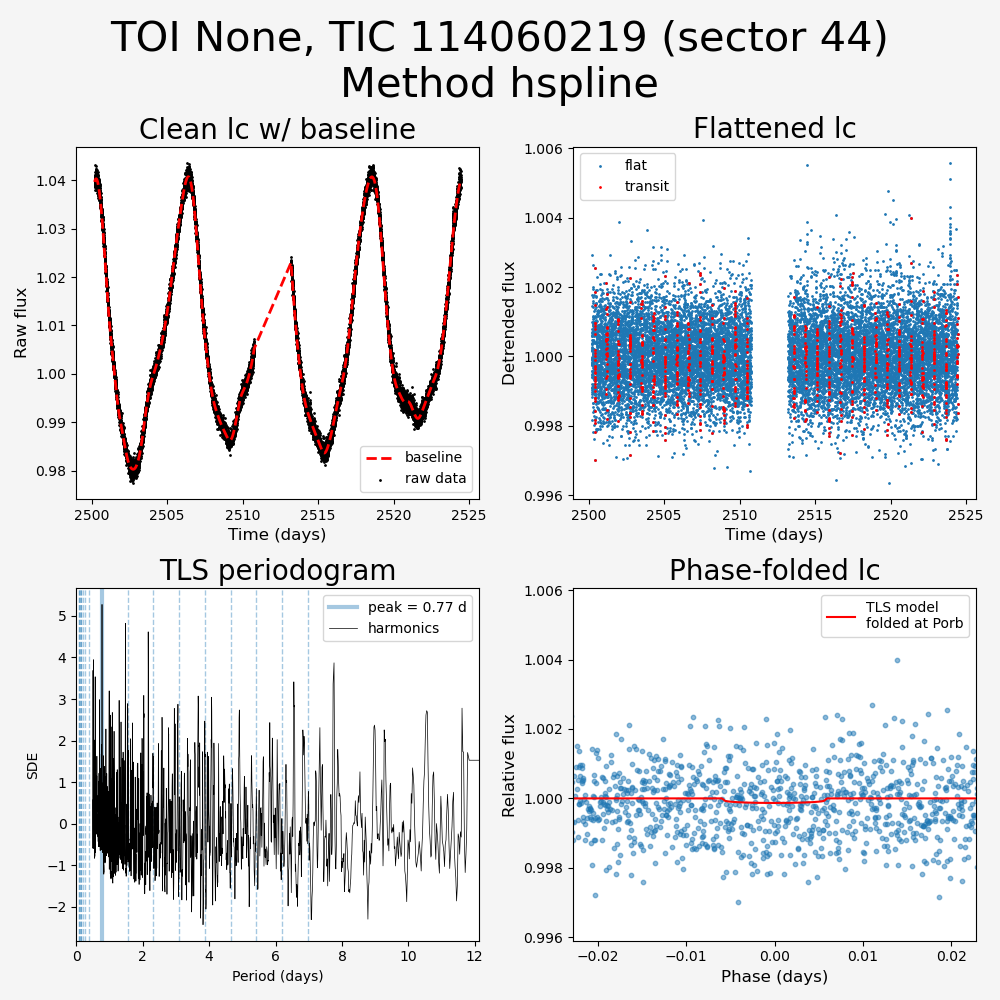 TOI None, TIC 114060219 (sector 44)
Method hspline
Clean lc w/ baseline
1.04
1.03
1.02
1.01
1.00
0.99
0.98
Raw flux
baseline
raw data
2500
2505
2510
2515
2520
2525
Time (days)
Flattened lc
1.006
1.004
1.002
1.000
0.998
0.996
Detrended flux
flat
transit
2500
2505
2510
2515
2520
2525
Time (days)
TLS periodogram
5
4
3
2
1
0
−1
−2
SDE
peak = 0.77 d
harmonics
0
2
4
6
8
10
12
Period (days)
Phase-folded lc
1.006
1.004
1.002
1.000
0.998
0.996
Relative flux
TLS model
folded at Porb
−0.02
−0.01
0.00
0.01
0.02
Phase (days)